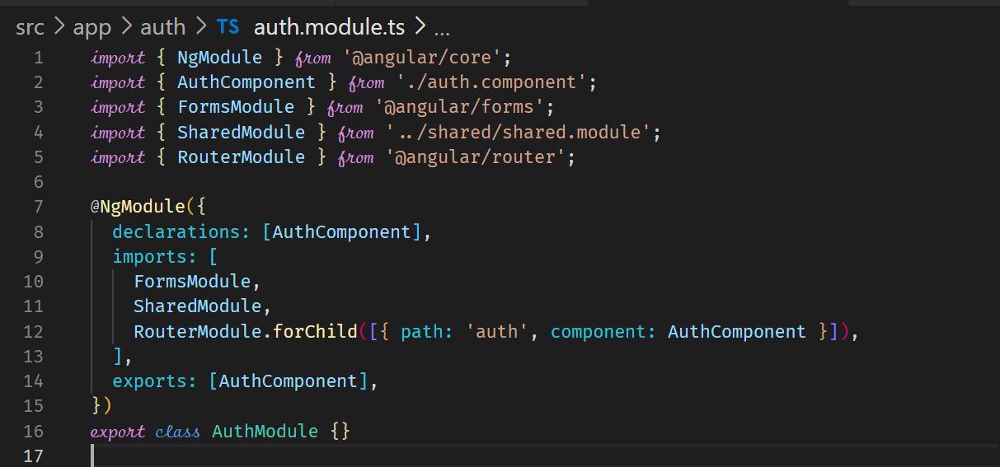 src > app > auth > TS auth.module.ts > ...
1 import { NgModule } from '@angular/core';
2 import { AuthComponent } from './auth.component';
3 import { FormsModule } from '@angular/forms';
4 import { SharedModule } from '../shared/shared.module';
5 import { RouterModule } from '@angular/router';
6
7 @NgModule({
8   declarations: [AuthComponent],
9   imports: [
10     FormsModule,
11     SharedModule,
12     RouterModule.forChild([{ path: 'auth', component: AuthComponent }]),
13   ],
14   exports: [AuthComponent],
15 })
16 export class AuthModule {}
17